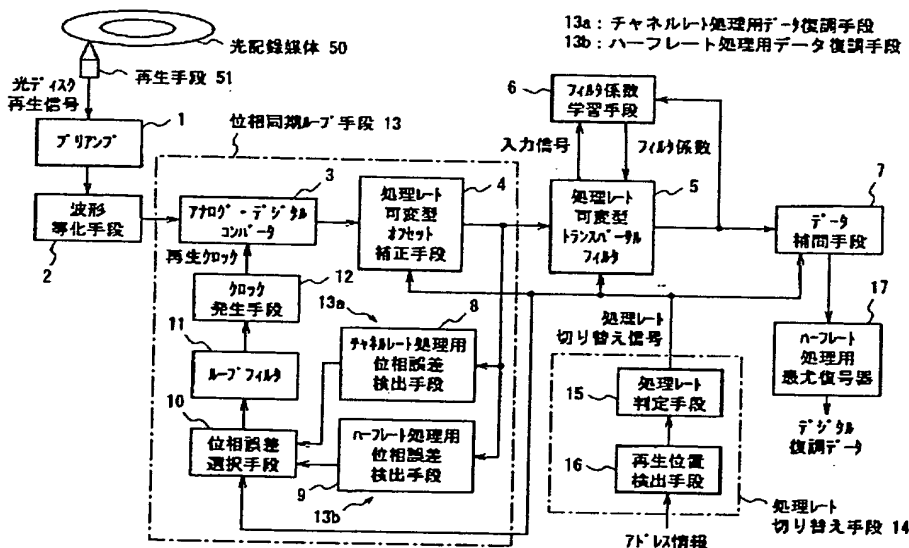 13a：ﾁｬﾈﾙﾚｰﾄ処理用ﾃﾞｰﾀ復調手段
13b：ﾊｰﾌﾚｰﾄ処理用ﾃﾞｰﾀ復調手段
光記録媒体 50
再生手段 51
光ﾃﾞｨｽｸ
再生信号
1
ﾌﾟﾘｱﾝﾌﾟ
波形
等化手段
2
位相同期ﾙｰﾌﾟ手段 13
3
ｱﾅﾛｸﾞ・ﾃﾞｼﾞﾀﾙ
ｺﾝﾊﾞｰﾀ
再生ｸﾛｯｸ
4
処理ﾚｰﾄ
可変型
ｵﾌｾｯﾄ
補正手段
12
ｸﾛｯｸ
発生手段
11
ﾙｰﾌﾟﾌｨﾙﾀ
10
位相誤差
選択手段
13a
8
ﾁｬﾈﾙﾚｰﾄ処理用
位相誤差
検出手段
ﾊｰﾌﾚｰﾄ処理用
位相誤差
検出手段
9
13b
6
ﾌｨﾙﾀ係数
学習手段
入力信号
ﾌｨﾙﾀ係数
5
処理ﾚｰﾄ
可変型
ﾄﾗﾝｽﾊﾞｰｻﾙ
ﾌｨﾙﾀ
7
ﾃﾞｰﾀ
補間手段
17
ﾊｰﾌﾚｰﾄ
処理用
最尤復号器
ﾃﾞｼﾞﾀﾙ
復調ﾃﾞｰﾀ
処理ﾚｰﾄ
切り替え信号
15
処理ﾚｰﾄ
判定手段
16
再生位置
検出手段
処理ﾚｰﾄ
切り替え手段 14
ｱﾄﾞﾚｽ情報